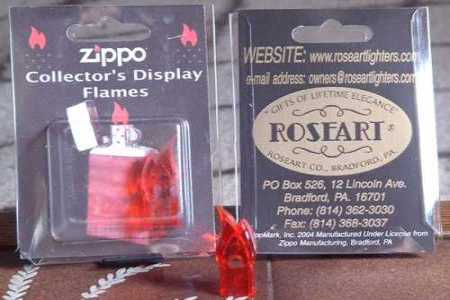 zippo
Collector's Display
Flames
WEBSITE: www.roseartlighters.com
e-mail address: owners@roseartlighters.com
GIFTS OF LIFETIME ELEGANCE
ROSEART®
ROSEART CO., BRADFORD, PA.
PO Box 526, 12 Lincoln Ave.
Bradford, PA. 16701
Phone: (814) 362-3030
Fax: (814) 368-3037
Mark, Inc. 2004 Manufactured Under License from
Zippo Manufacturing, Bradford, PA